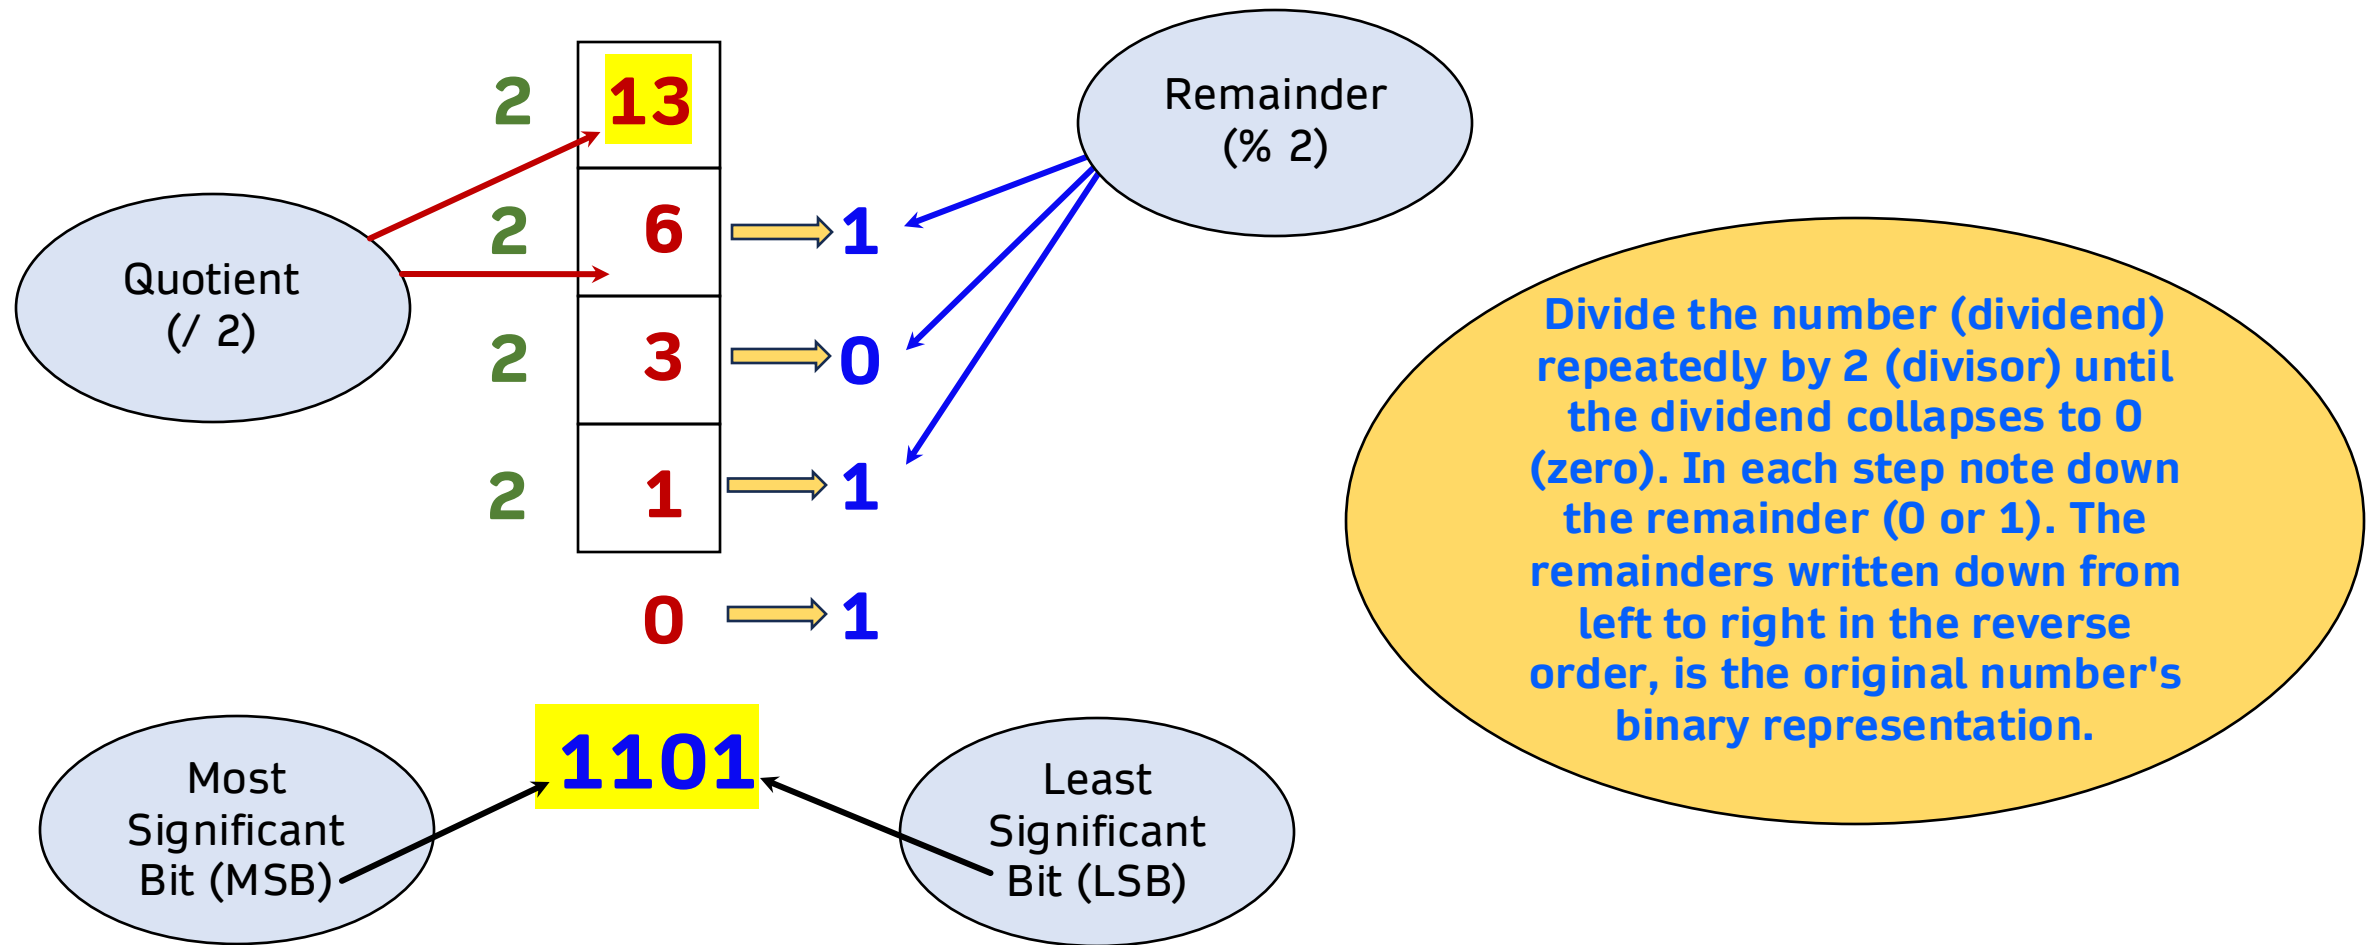 2 13
Remainder
(% 2)
2 6 1
Quotient
(/ 2)
2 3 0
2 1 1
0 1
1101
Most
Significant
Bit (MSB)
Least
Significant
Bit (LSB)
Divide the number (dividend)
repeatedly by 2 (divisor) until
the dividend collapses to 0
(zero). In each step note down
the remainder (0 or 1). The
remainders written down from
left to right in the reverse
order, is the original number's
binary representation.